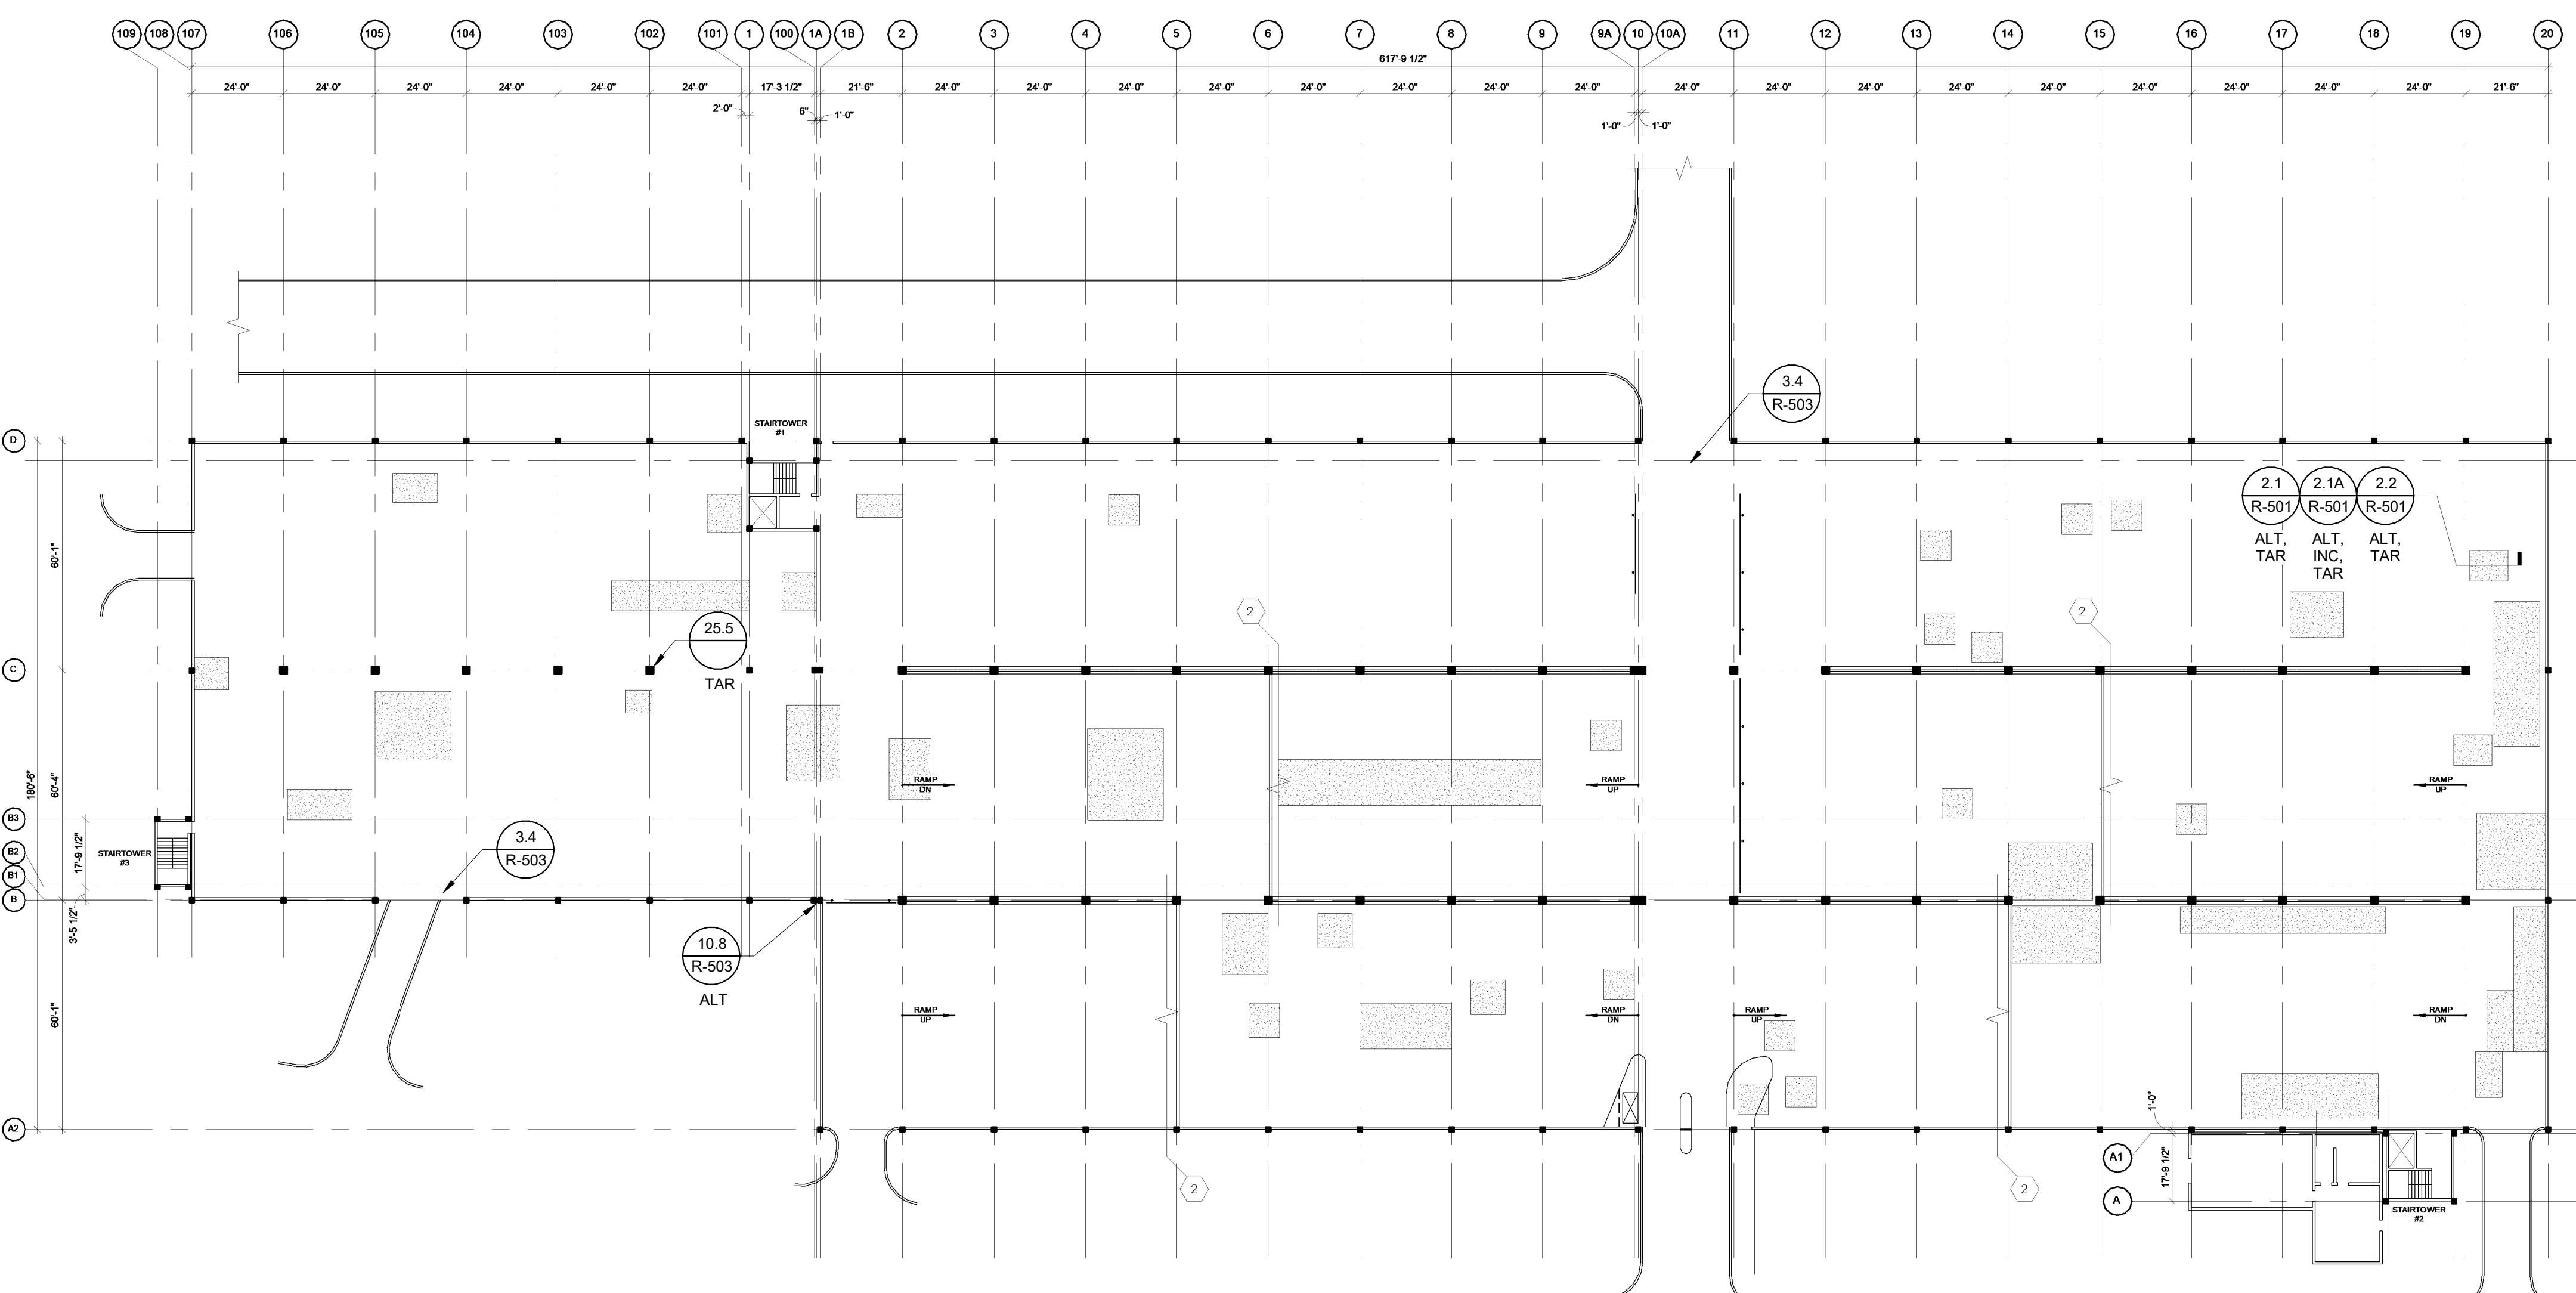 109 108 107 106 105 104 103 102 101 1 100 1A 1B 2 3 4 5 6 7 8 9 9A 10 10A 11 12 13 14 15 16 17 18 19 20
617'-9 1/2"
24'-0" 24'-0" 24'-0" 24'-0" 24'-0" 24'-0" 17'-3 1/2" 21'-6" 24'-0" 24'-0" 24'-0" 24'-0" 24'-0" 24'-0" 24'-0" 24'-0" 24'-0" 24'-0" 24'-0" 24'-0" 24'-0" 24'-0" 24'-0" 24'-0" 21'-6"
2'-0" 6" 1'-0" 1'-0" 1'-0"
3.4
R-503
STAIRTOWER
#1
D
2.1 2.1A 2.2
R-501 R-501 R-501
ALT, ALT, ALT,
TAR INC, TAR
TAR
60'-1"
2 2
25.5
TAR
C
RAMP
DN
RAMP
UP
RAMP
UP
180'-6"
60'-4"
B3
17'-9 1/2"
STAIRTOWER
#3
3.4
R-503
B2
B1
B
3'-5 1/2"
10.8
R-503
ALT
60'-1"
RAMP
UP
RAMP
DN
RAMP
UP
RAMP
DN
1'-0"
A2
A1
17'-9 1/2"
2 2
A
STAIRTOWER
#2